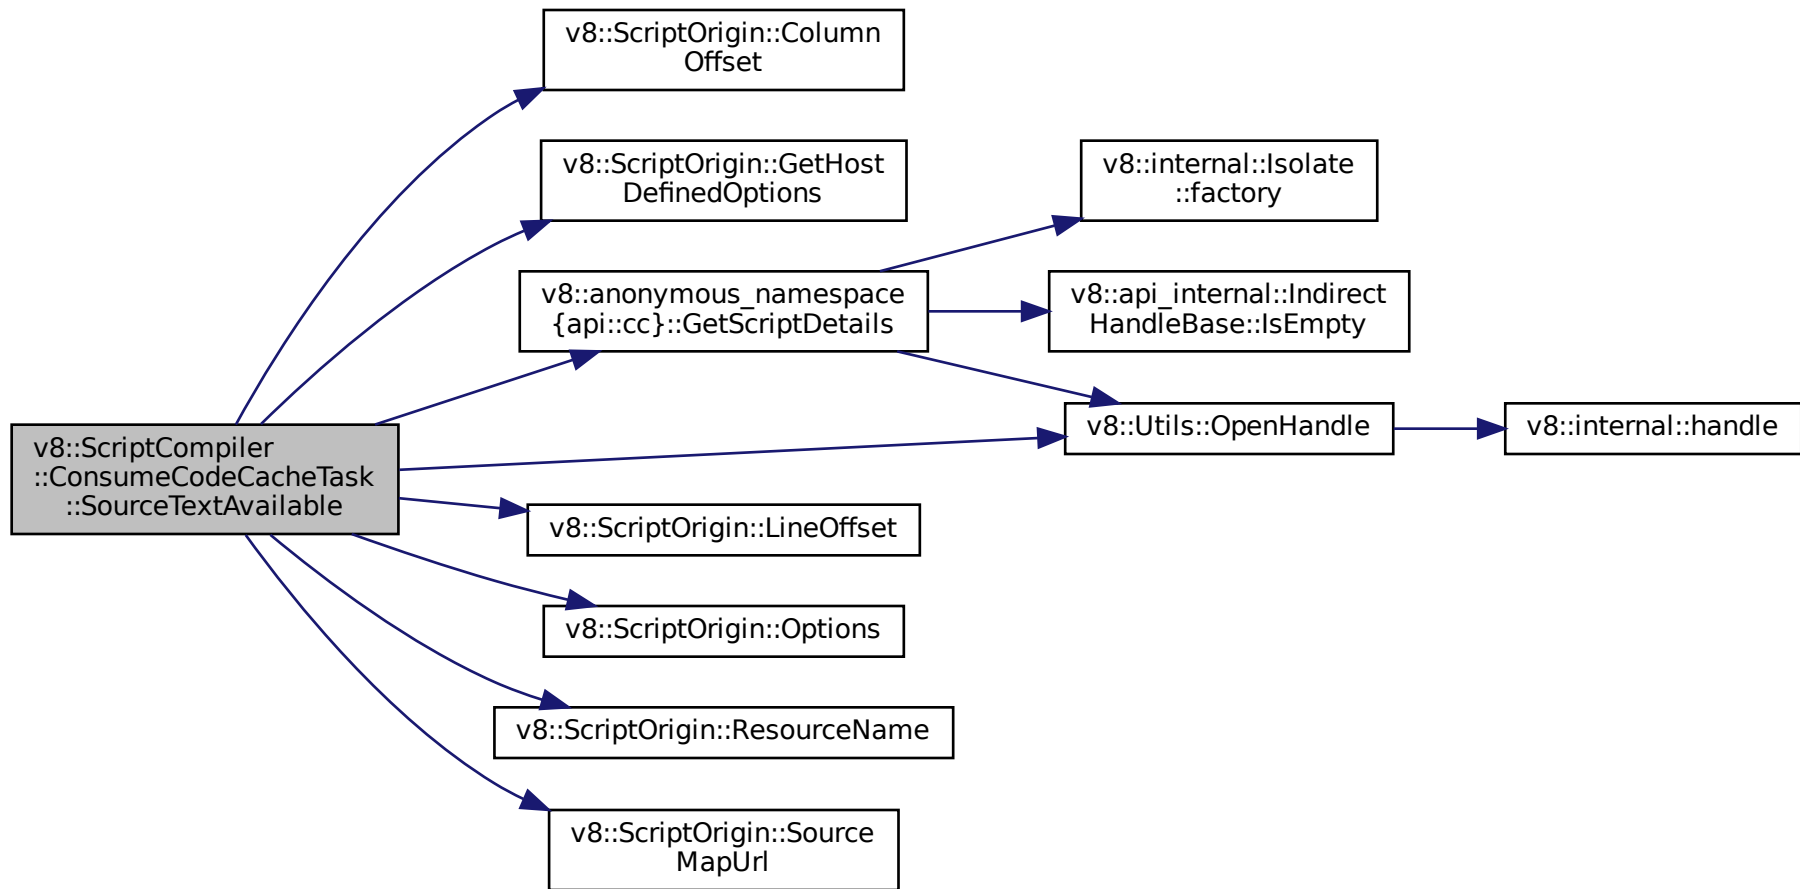 v8::ScriptOrigin::Column
Offset
v8::ScriptOrigin::GetHost
DefinedOptions
v8::internal::Isolate
::factory
v8::anonymous_namespace
{api::cc}::GetScriptDetails
v8::api_internal::Indirect
HandleBase::IsEmpty
v8::ScriptCompiler
::ConsumeCodeCacheTask
::SourceTextAvailable
v8::Utils::OpenHandle
v8::internal::handle
v8::ScriptOrigin::LineOffset
v8::ScriptOrigin::Options
v8::ScriptOrigin::ResourceName
v8::ScriptOrigin::Source
MapUrl